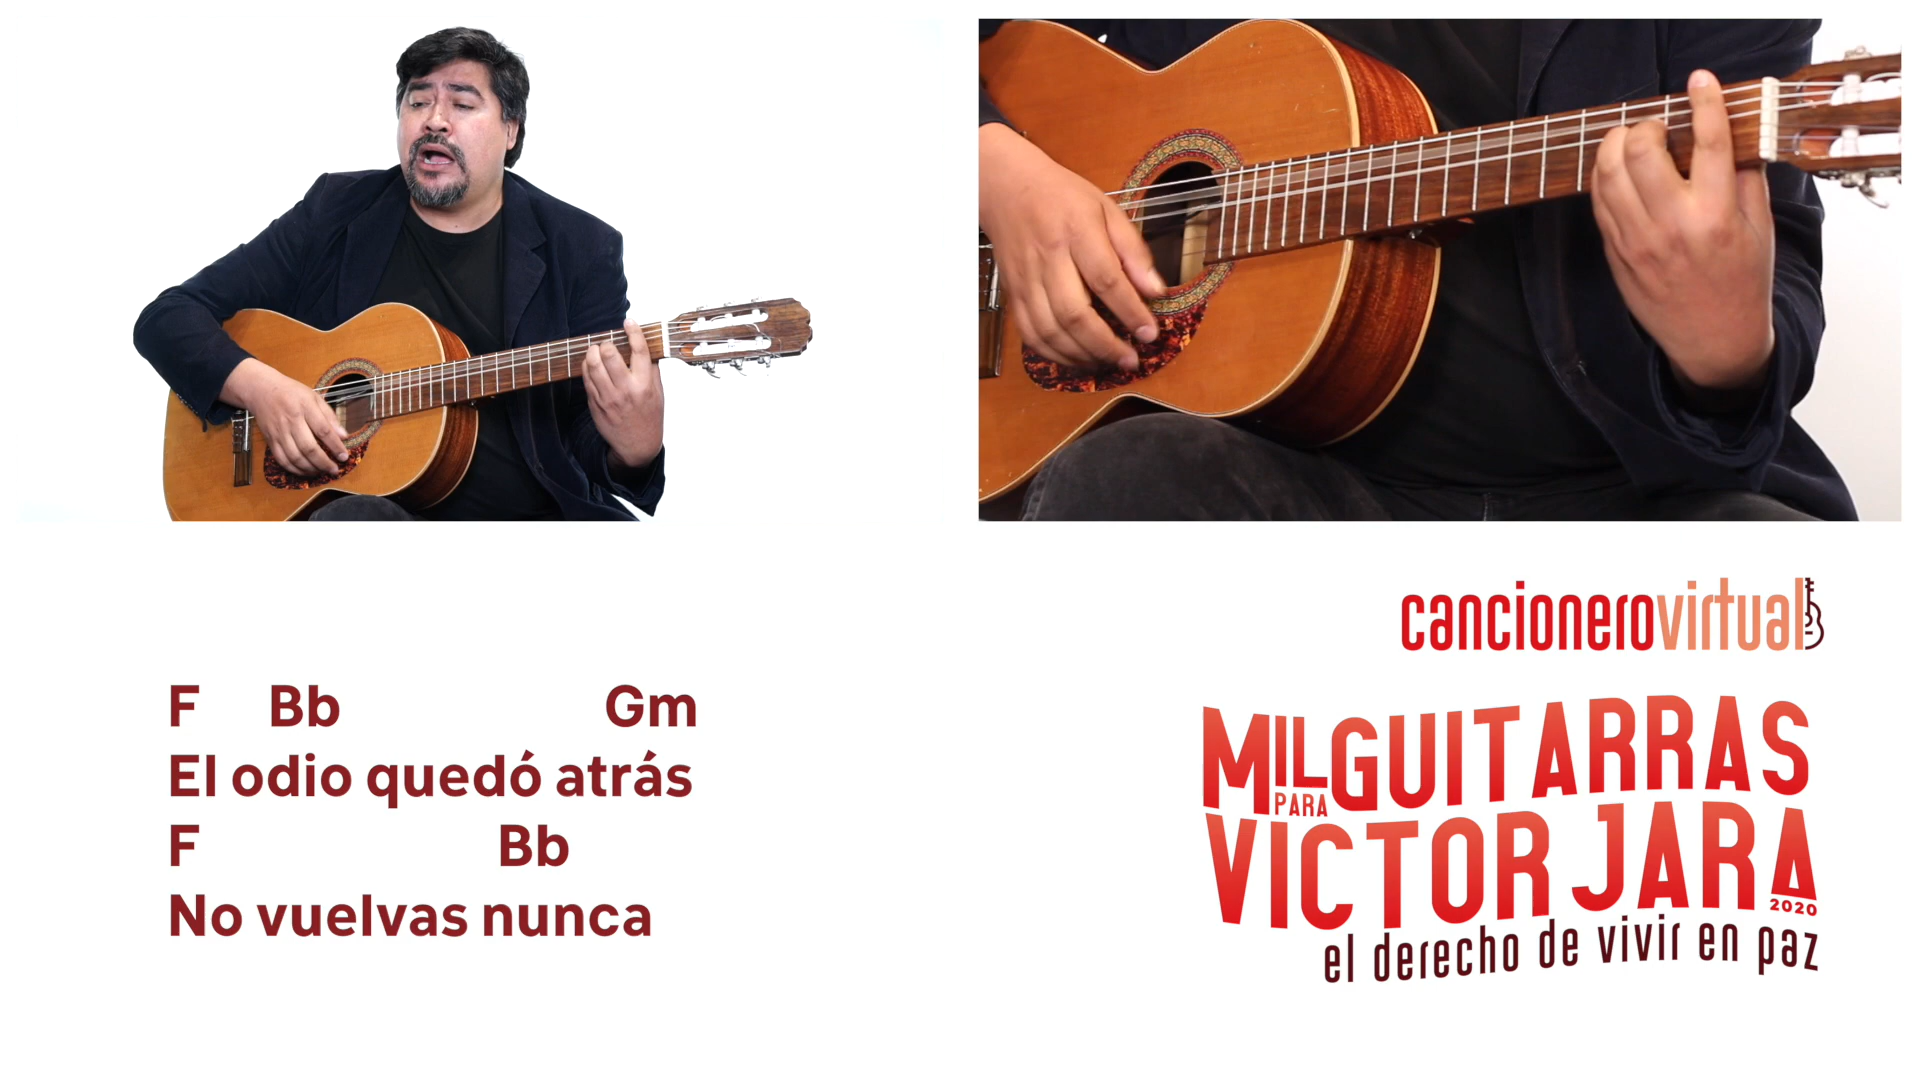 F Bb Gm
El odio quedó atrás
F Bb
No vuelvas nunca
cancionerovirtual
MIL GUITARRAS
PARA
VICTOR JARA
2020
el derecho de vivir en paz